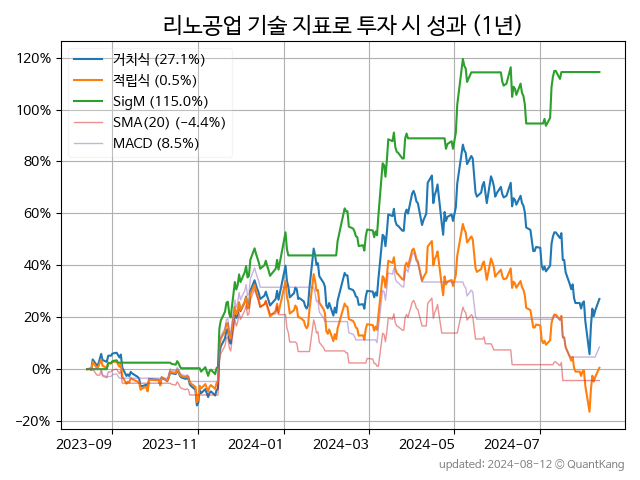 리노공업 기술 지표로 투자 시 성과 (1년)
120%
100%
80%
60%
40%
20%
0%
−20%
거치식 (27.1%)
적립식 (0.5%)
SigM (115.0%)
SMA(20) (−4.4%)
MACD (8.5%)
2023-09 2023-11 2024-01 2024-03 2024-05 2024-07
updated: 2024-08-12 © QuantKang